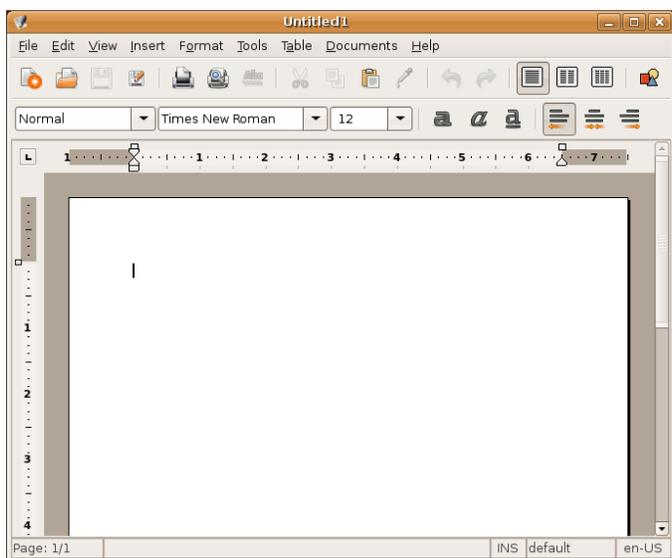 Untitled1
File Edit View Insert Format Tools Table Documents Help
Abc
Normal Times New Roman 12 a a a
L 1 1 2 3 4 5 6 7
1
2
3
4
Page: 1/1 INS default en-US